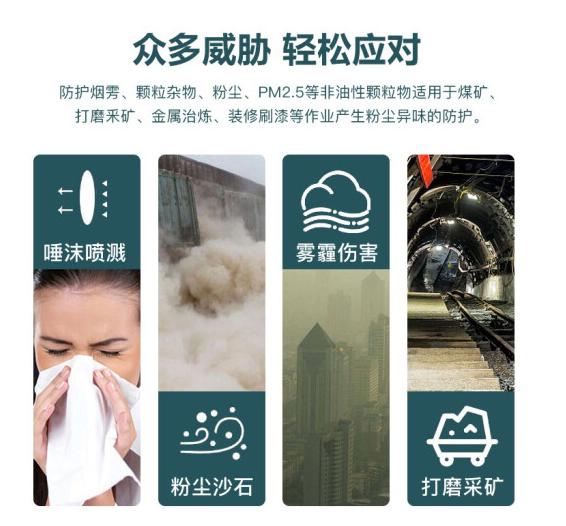 众多威胁 轻松应对
防护烟雾、颗粒杂物、粉尘、PM2.5等非油性颗粒物适用于煤矿、
打磨采矿、金属冶炼、装修刷漆等作业产生粉尘异味的防护。
唾沫喷溅
粉尘沙石
雾霾伤害
打磨采矿